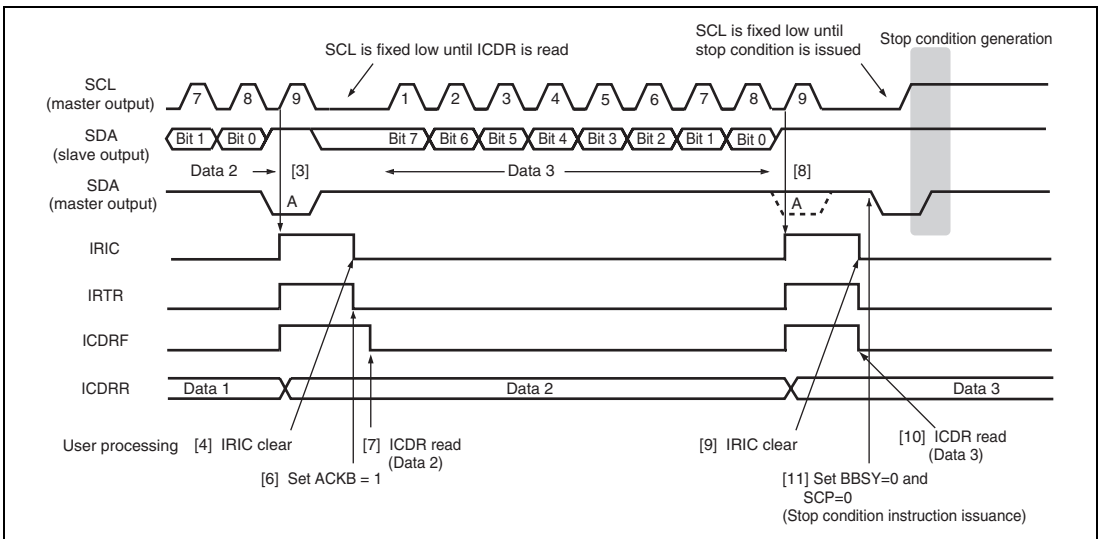 SCL is fixed low until ICDR is read
SCL is fixed low until
stop condition is issued
Stop condition generation
SCL
(master output)
7 8 9 1 2 3 4 5 6 7 8 9
SDA
(slave output)
Bit 1 Bit 0 Bit 7 Bit 6 Bit 5 Bit 4 Bit 3 Bit 2 Bit 1 Bit 0
Data 2 [3] Data 3 [8]
SDA
(master output)
A A
IRIC
IRTR
ICDRF
ICDRR
Data 1 Data 2 Data 3
User processing [4] IRIC clear
[7] ICDR read
(Data 2)
[6] Set ACKB = 1
[9] IRIC clear
[10] ICDR read
(Data 3)
[11] Set BBSY=0 and
SCP=0
(Stop condition instruction issuance)